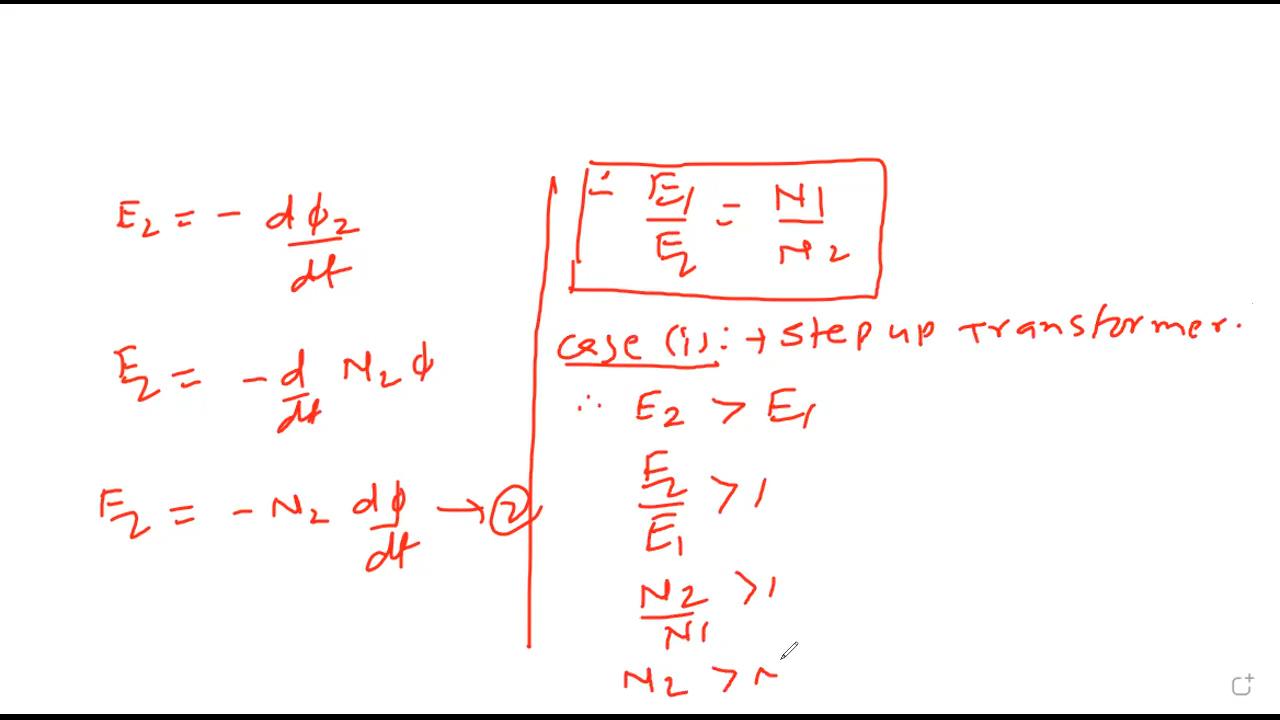 E2 = - dφ2/dt
E2 = - d/dt N2 φ
E2 = - N2 dφ/dt → 2
∴ E1/E2 = N1/N2
case (i): → step up transformer.
∴ E2 > E1
E2/E1 > 1
N2/N1 > 1
N2 >